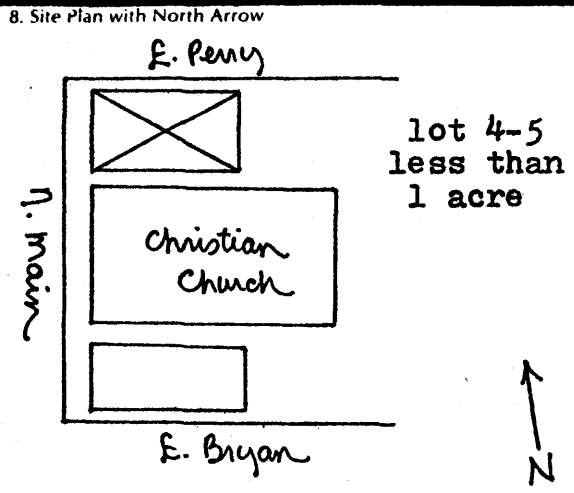 8. Site Plan with North Arrow
E. Perry
lot 4-5
less than
1 acre
N. Main
Christian
Church
E. Bryan
N